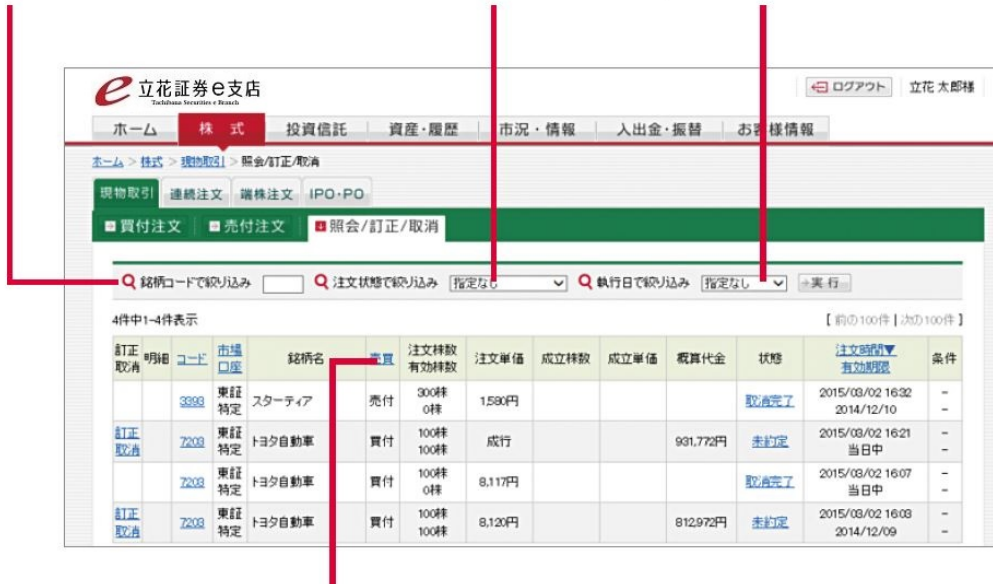 e 立花証券e支店
Tachibana Securities e Branch
ログアウト 立花 太郎様
ホーム 株 式 投資信託 資産・履歴 市況・情報 入出金・振替 お客様情報
ホーム > 株式 > 現物取引 > 照会/訂正/取消
現物取引 連続注文 端株注文 IPO・PO
買付注文 売付注文 照会/訂正/取消
銘柄コードで絞り込み 注文状態で絞り込み 指定なし 執行日で絞り込み 指定なし 実 行
4件中1-4件表示 【 前の100件 | 次の100件 】
訂正 市場 注文株数 注文時間▼
取消 明細 コード 口座 銘柄名 売買 有効株数 注文単価 成立株数 成立単価 概算代金 状態 有効期限 条件
東証 300株 2015/03/02 16:32 -
3393 特定 スターティア 売付 0株 1,580円 取消完了 2014/12/10 -
訂正 東証 100株 2015/03/02 16:21 -
取消 7203 特定 トヨタ自動車 買付 100株 成行 931,772円 未約定 当日中 -
東証 100株 2015/03/02 16:07 -
7203 特定 トヨタ自動車 買付 0株 8,117円 取消完了 当日中 -
訂正 東証 100株 2015/03/02 16:03 -
取消 7203 特定 トヨタ自動車 買付 100株 8,120円 812,972円 未約定 2014/12/09 -